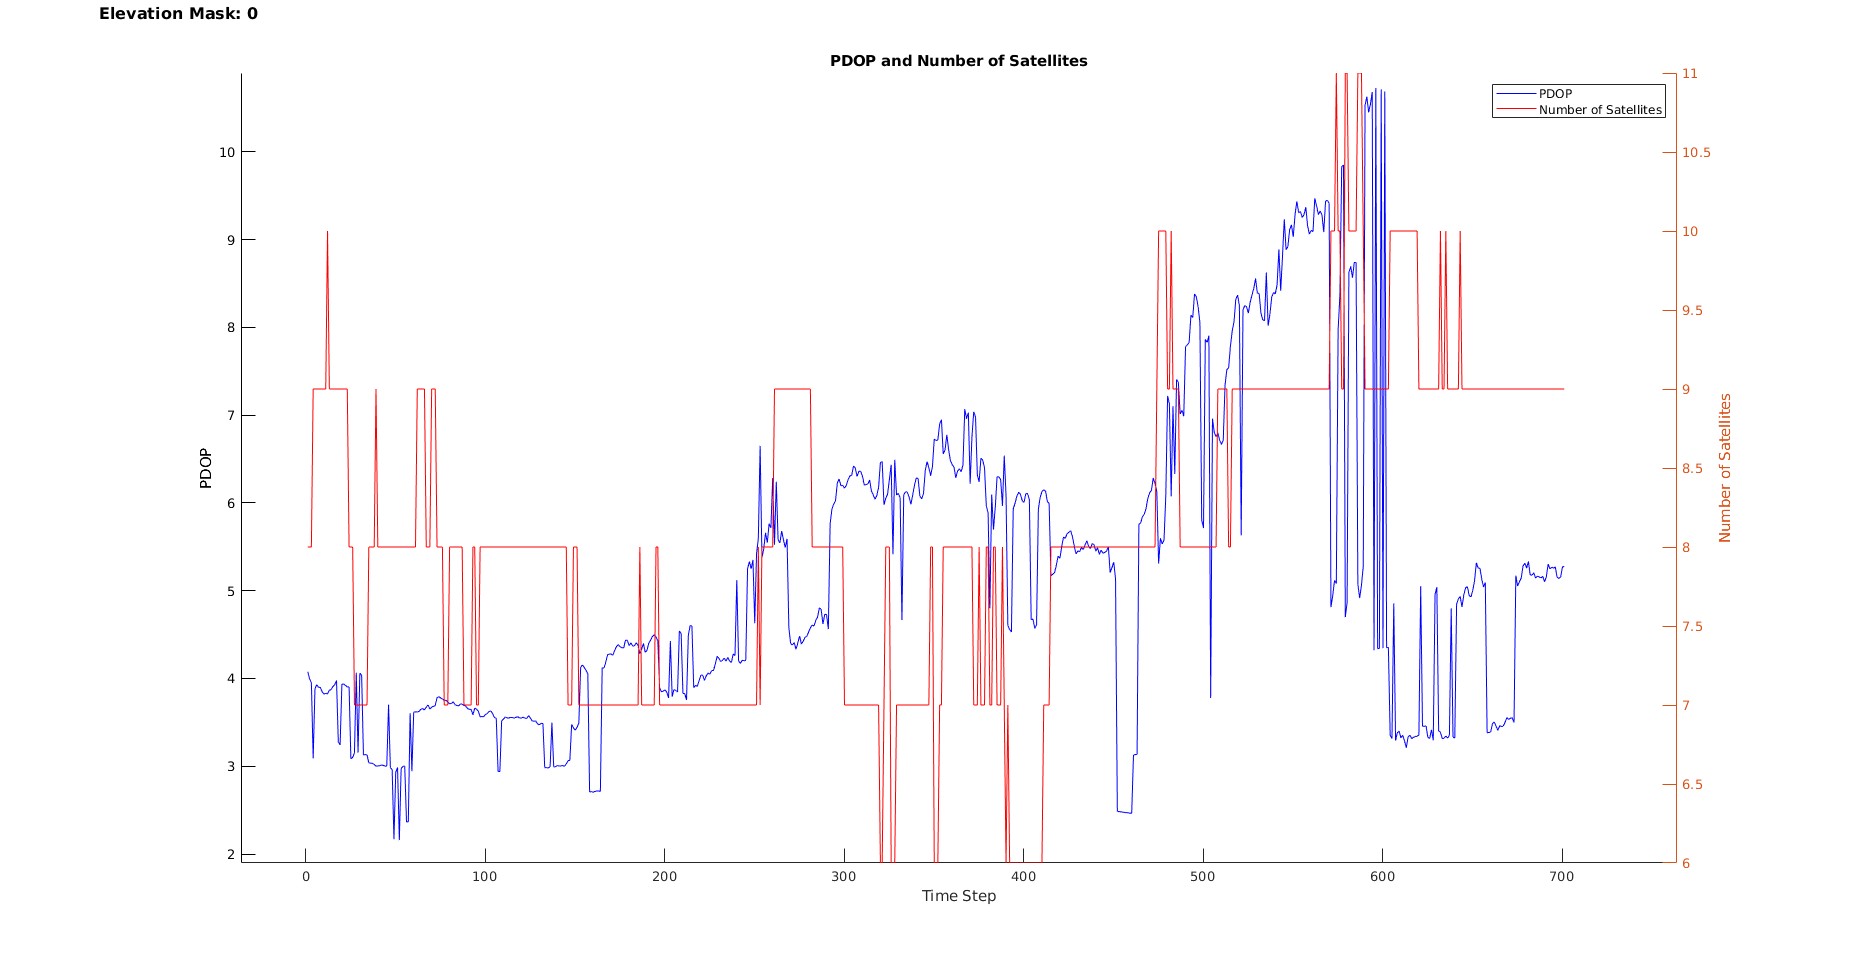 Elevation Mask: 0
PDOP and Number of Satellites
PDOP
Number of Satellites
10
9
8
7
6
5
4
3
2
PDOP
11
10.5
10
9.5
9
8.5
8
7.5
7
6.5
6
Number of Satellites
0 100 200 300 400 500 600 700
Time Step